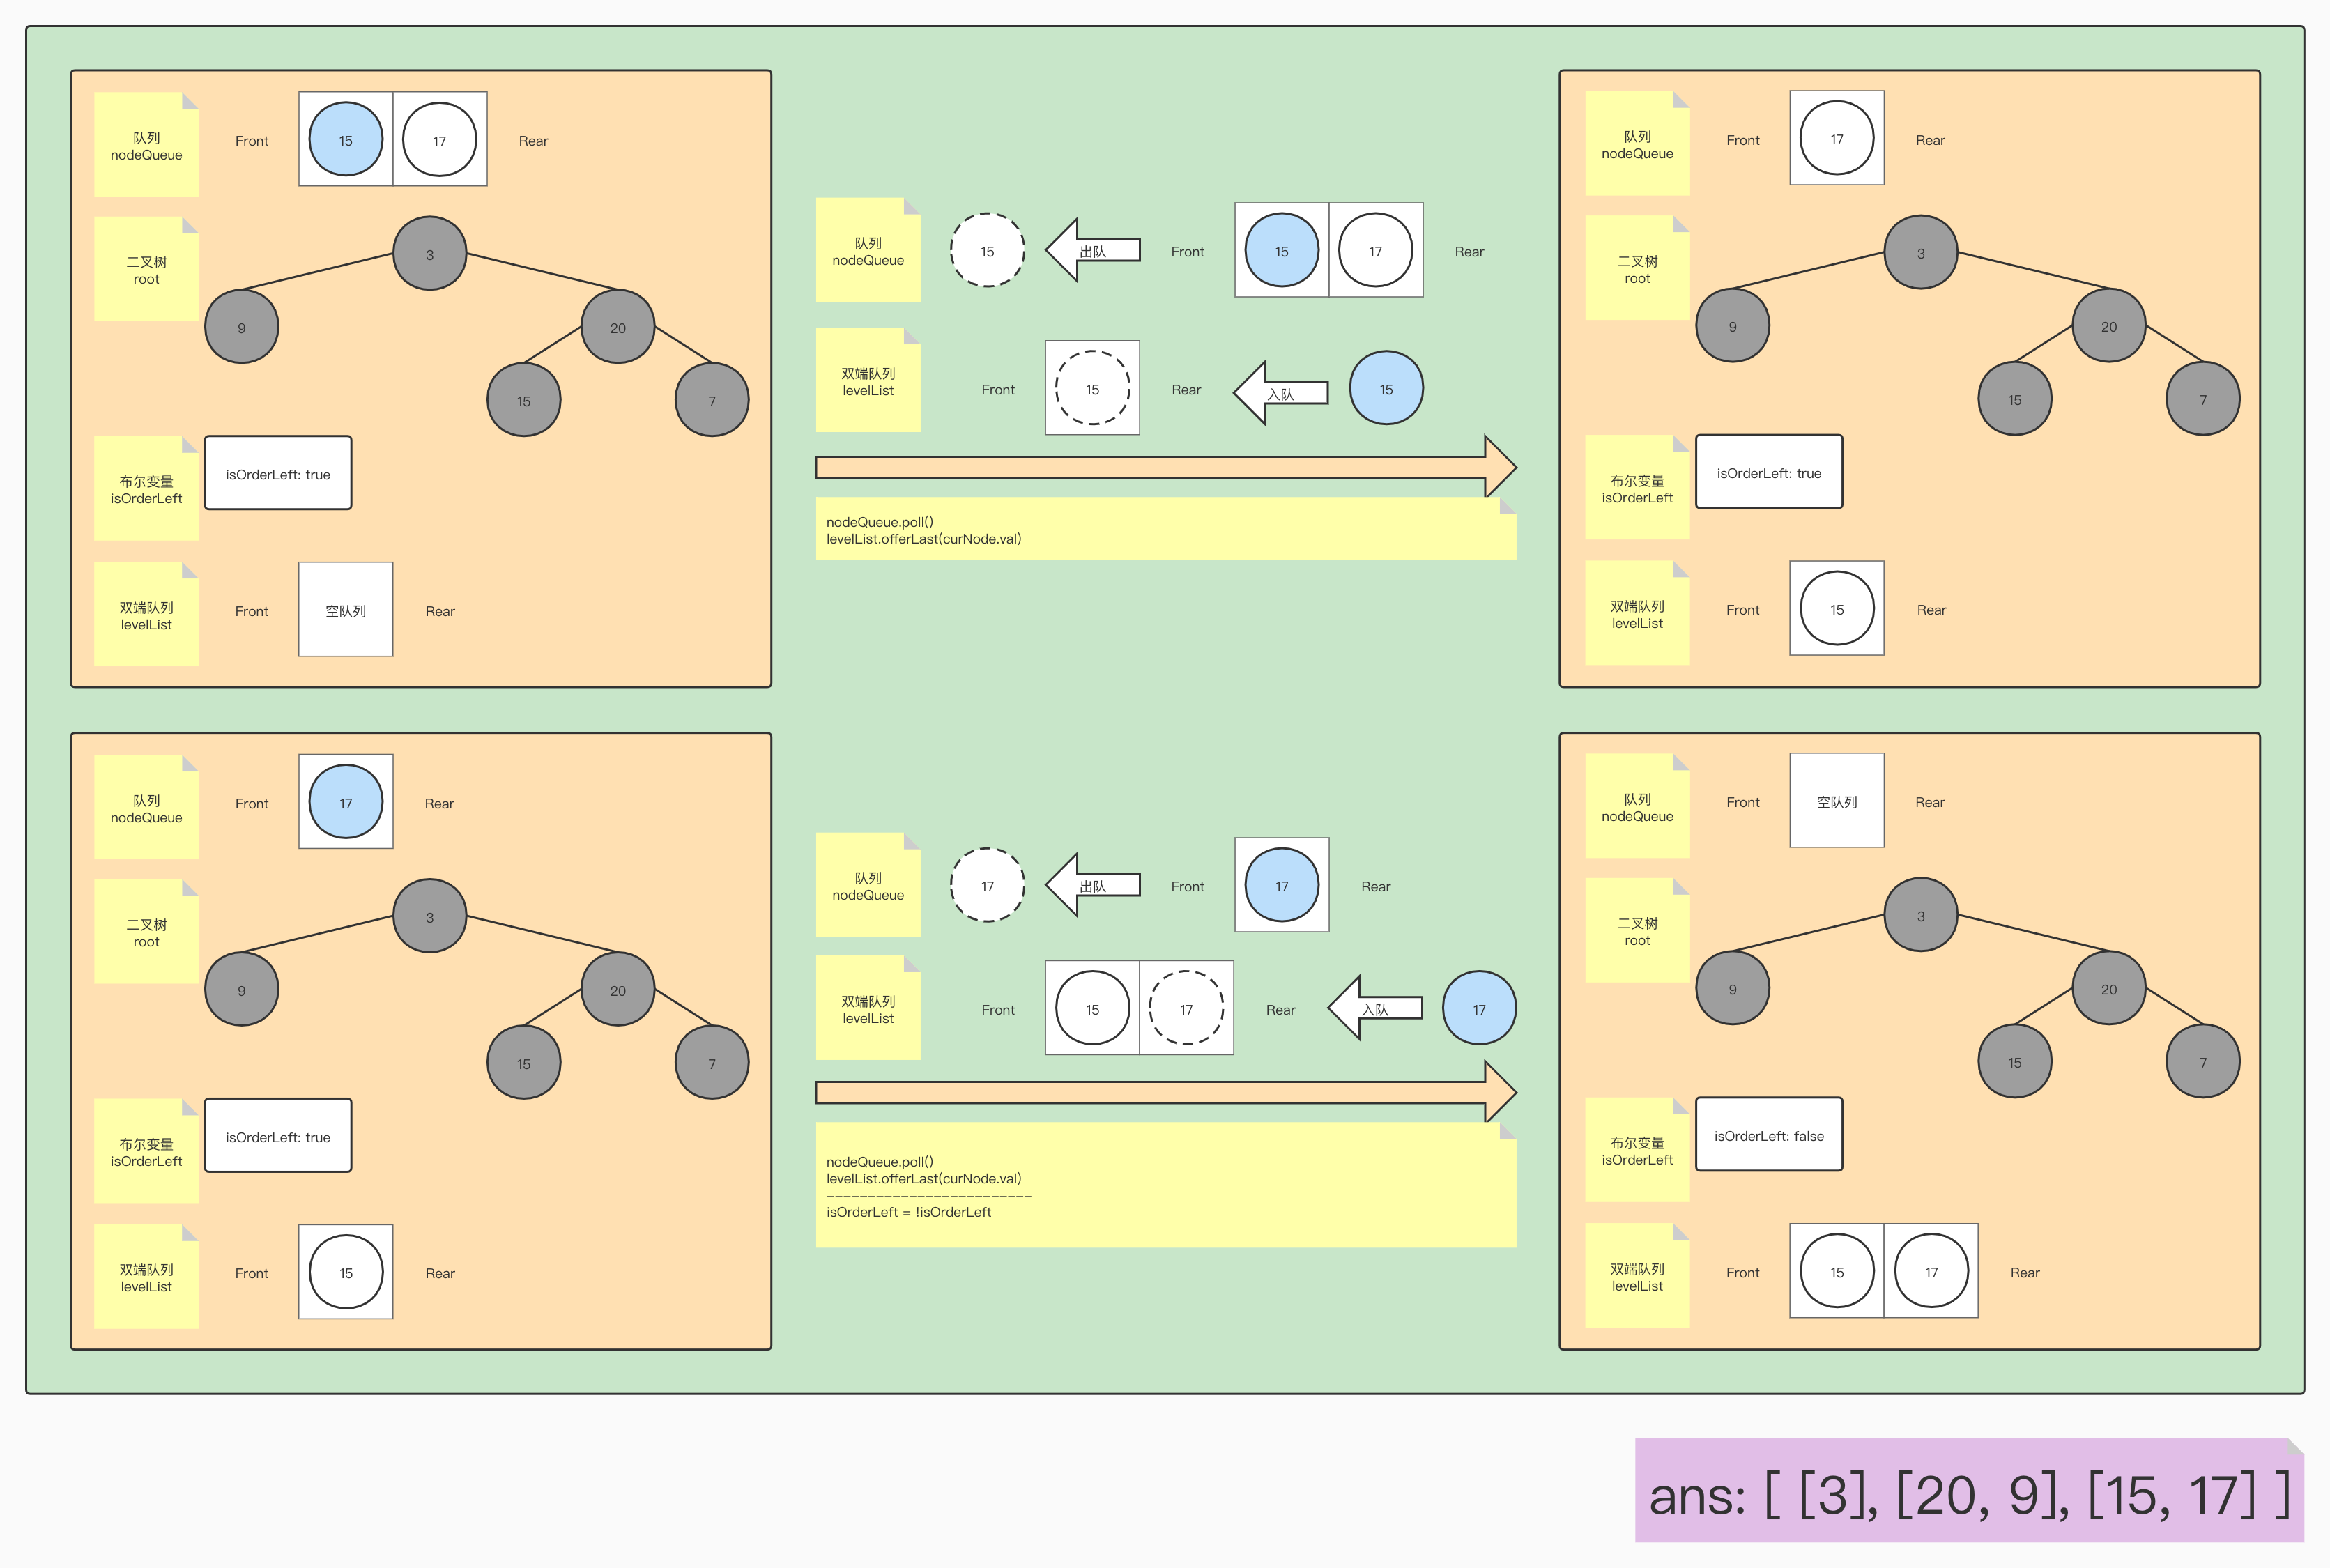 队列
nodeQueue
Front
15
17
Rear
二叉树
root
3
9
20
15
7
布尔变量
isOrderLeft
isOrderLeft: true
双端队列
levelList
Front
空队列
Rear
队列
nodeQueue
15
出队
Front
15
17
Rear
双端队列
levelList
Front
15
Rear
入队
15
nodeQueue.poll()
levelList.offerLast(curNode.val)
队列
nodeQueue
Front
17
Rear
二叉树
root
3
9
20
15
7
布尔变量
isOrderLeft
isOrderLeft: true
双端队列
levelList
Front
15
Rear
队列
nodeQueue
Front
17
Rear
二叉树
root
3
9
20
15
7
布尔变量
isOrderLeft
isOrderLeft: true
双端队列
levelList
Front
15
Rear
队列
nodeQueue
17
出队
Front
17
Rear
双端队列
levelList
Front
15
17
Rear
入队
17
nodeQueue.poll()
levelList.offerLast(curNode.val)
-------------------------
isOrderLeft = !isOrderLeft
队列
nodeQueue
Front
空队列
Rear
二叉树
root
3
9
20
15
7
布尔变量
isOrderLeft
isOrderLeft: false
双端队列
levelList
Front
15
17
Rear
ans: [ [3], [20, 9], [15, 17] ]